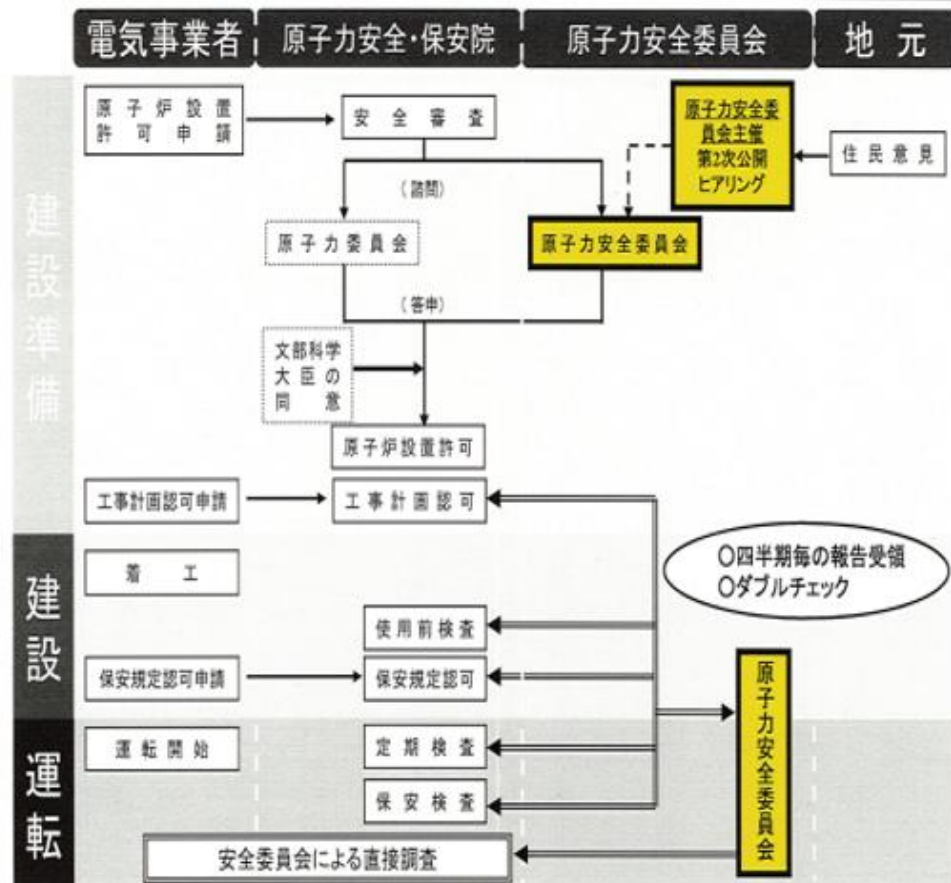 電気事業者
原子力安全・保安院
原子力安全委員会
地元
建設準備
原子炉設置
許可申請
安全審査
原子力安全委
員会主催
第2次公開
ヒアリング
住民意見
(諮問)
原子力委員会
原子力安全委員会
(答申)
文部科学
大臣の
同意
原子炉設置許可
工事計画認可申請
工事計画認可
建設
着工
〇四半期毎の報告受領
〇ダブルチェック
使用前検査
保安規定認可申請
保安規定認可
原子力安全委員会
運転
運転開始
定期検査
保安検査
安全委員会による直接調査